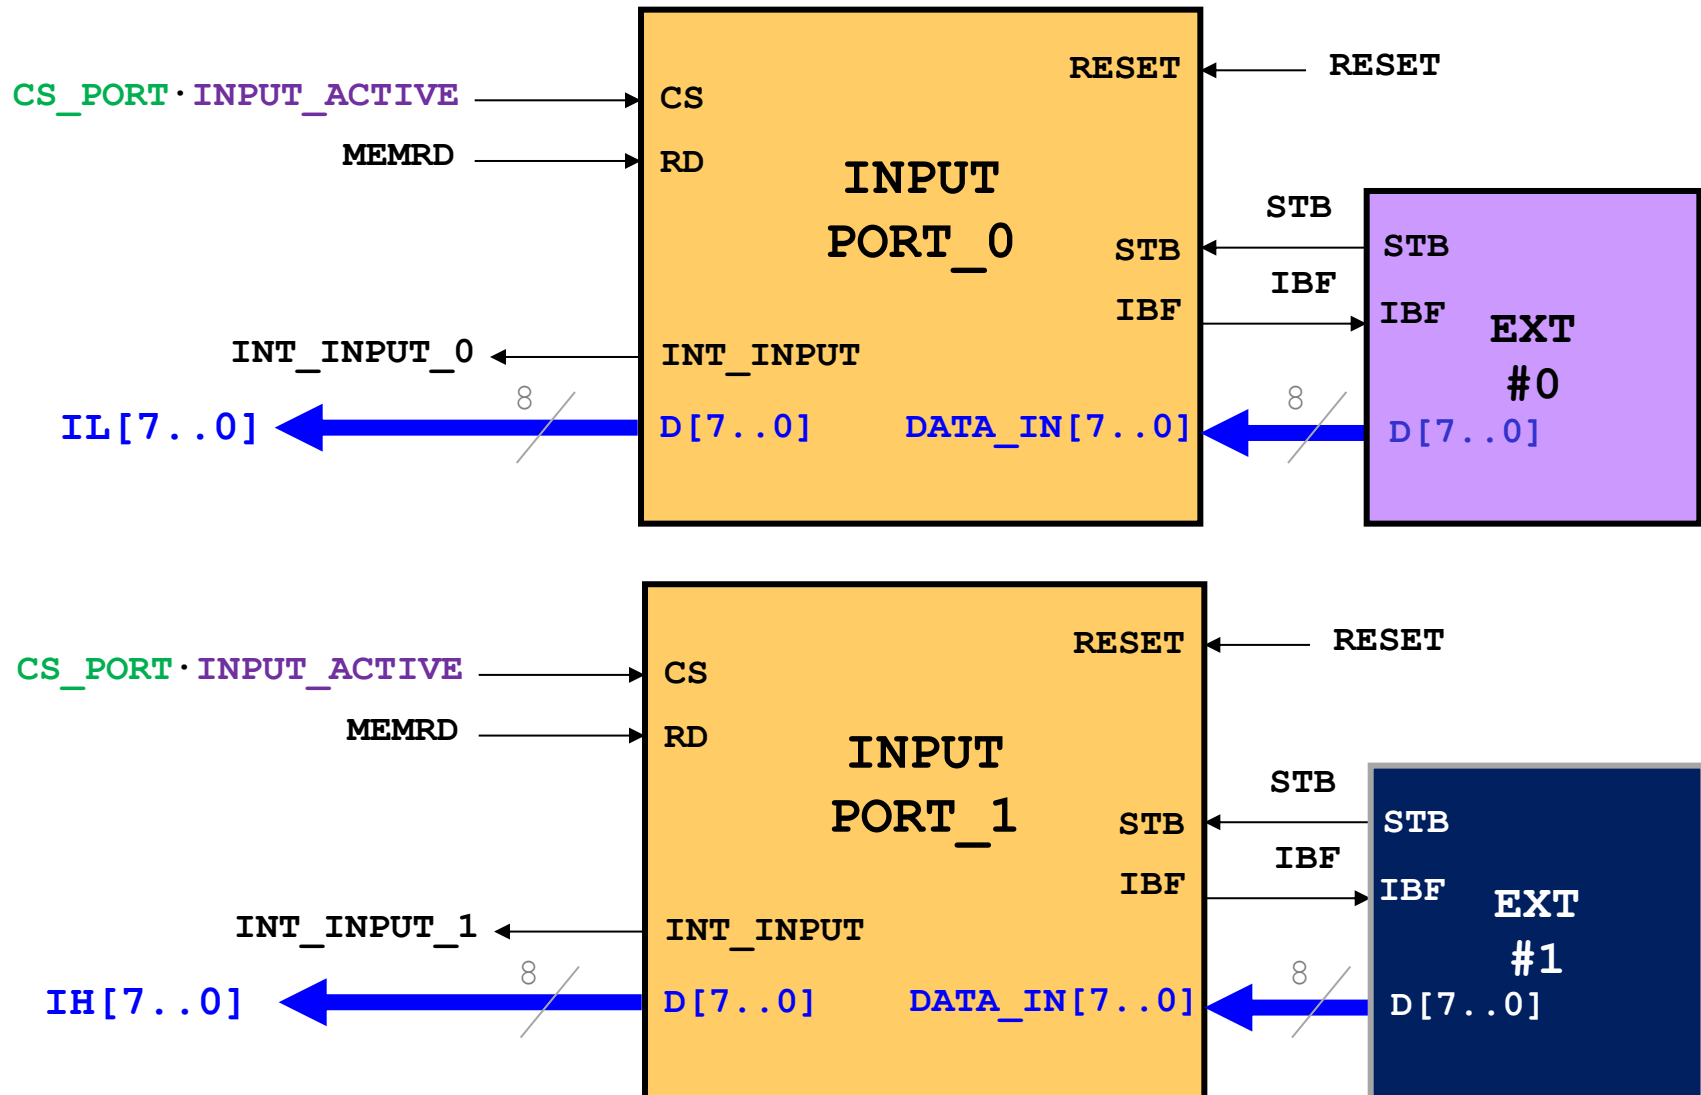 RESET
RESET
CS_PORT·INPUT_ACTIVE
CS
MEMRD
RD
INPUT
PORT_0
STB
STB
STB
IBF
IBF
IBF
EXT
#0
INT_INPUT_0
INT_INPUT
8
8
IL[7..0]
D[7..0]
DATA_IN[7..0]
D[7..0]
RESET
RESET
CS_PORT·INPUT_ACTIVE
CS
MEMRD
RD
INPUT
PORT_1
STB
STB
STB
IBF
IBF
IBF
EXT
#1
INT_INPUT_1
INT_INPUT
8
8
IH[7..0]
D[7..0]
DATA_IN[7..0]
D[7..0]